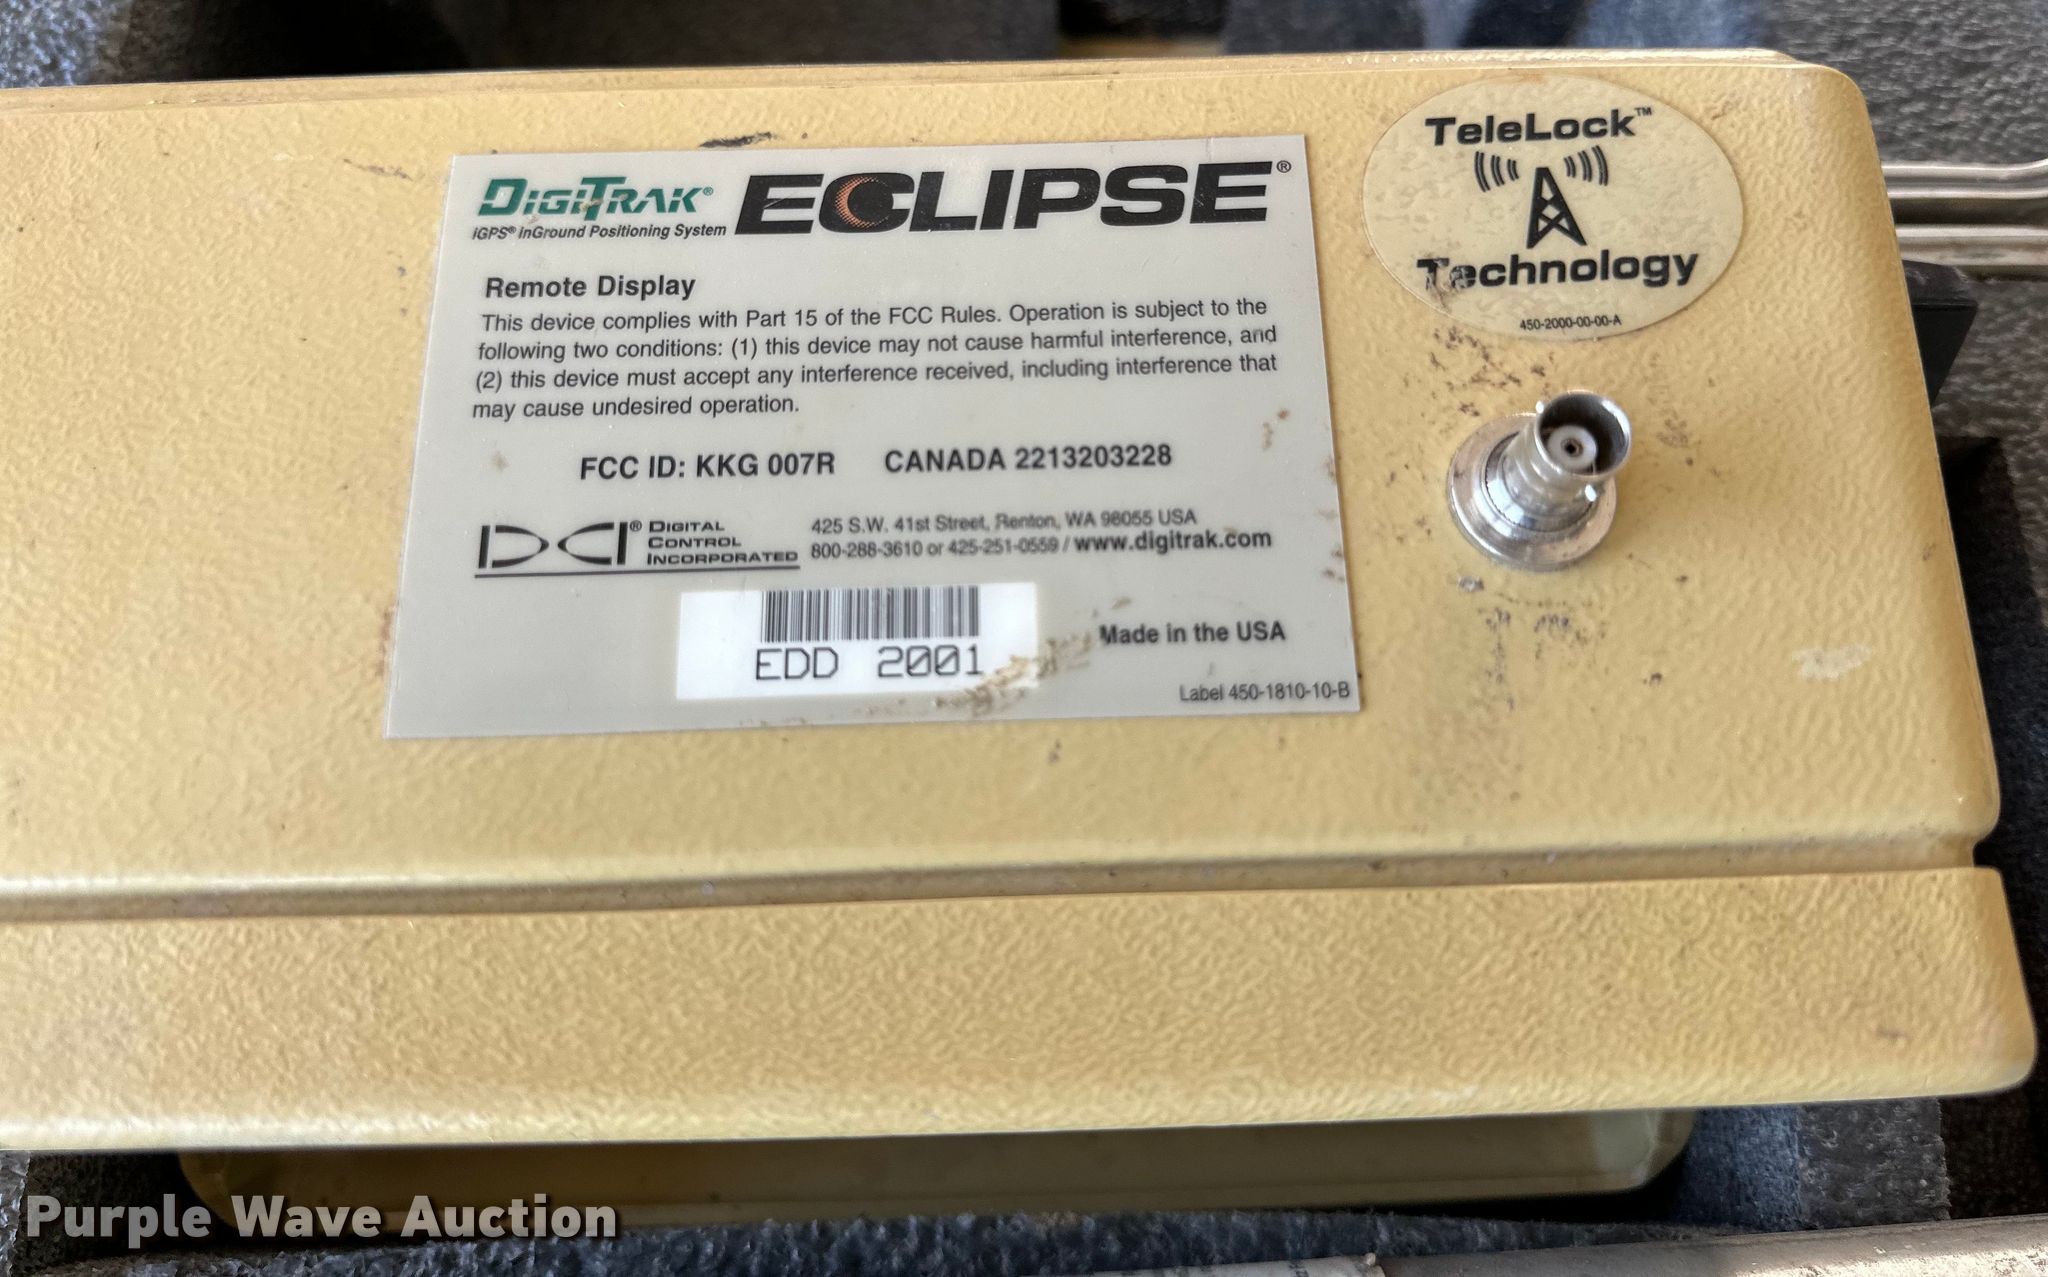 DIGITRAK®
iGPS® InGround Positioning System
ECLIPSE®
Remote Display
This device complies with Part 15 of the FCC Rules. Operation is subject to the
following two conditions: (1) this device may not cause harmful interference, and
(2) this device must accept any interference received, including interference that
may cause undesired operation.
FCC ID: KKG 007R CANADA 2213203228
DCI® DIGITAL
CONTROL
INCORPORATED
425 S.W. 41st Street, Renton, WA 98055 USA
800-288-3610 or 425-251-0559 / www.digitrak.com
EDD 2001
Made in the USA
Label 450-1810-10-B
TeleLock™
Technology
450-2000-00-00-A
Purple Wave Auction